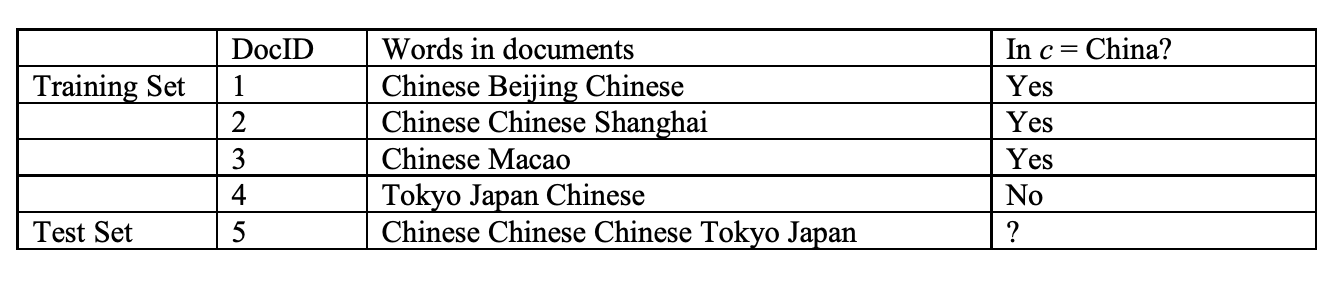 DocID Words in documents In c = China?
Training Set 1 Chinese Beijing Chinese Yes
2 Chinese Chinese Shanghai Yes
3 Chinese Macao Yes
4 Tokyo Japan Chinese No
Test Set 5 Chinese Chinese Chinese Tokyo Japan ?